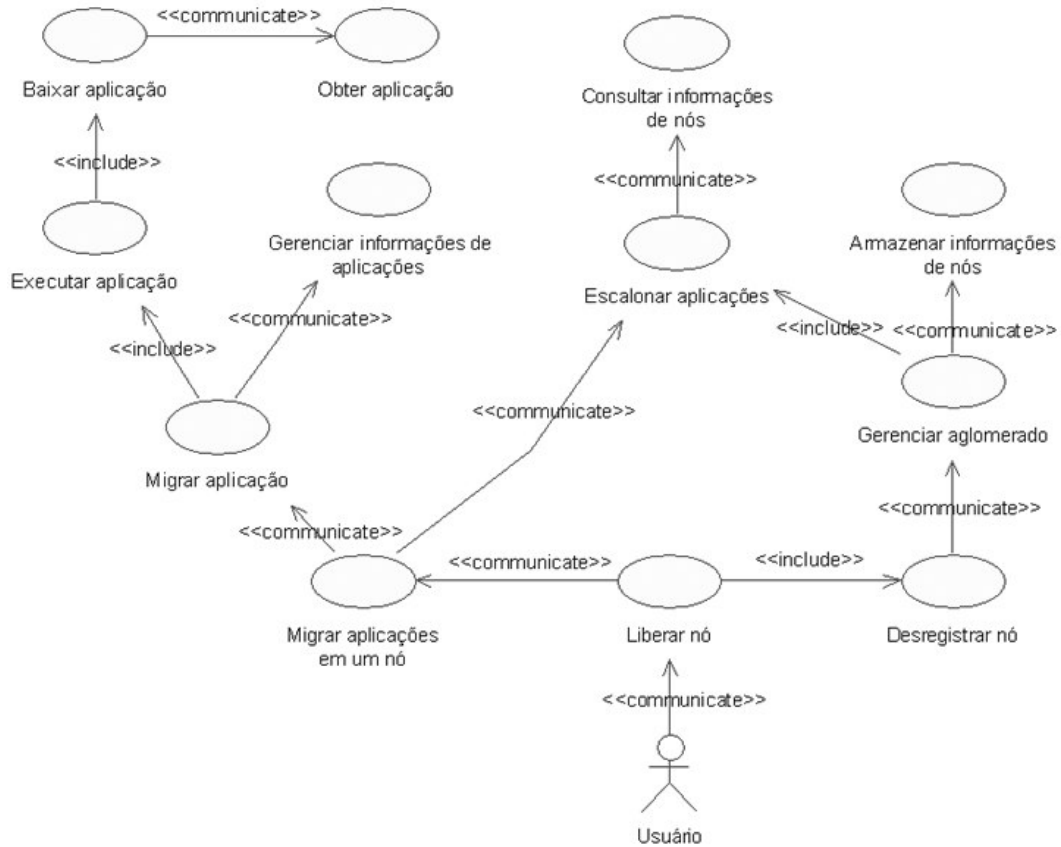 <<communicate>>
Baixar aplicação
Obter aplicação
Consultar informações
de nós
<<include>>
<<communicate>>
Gerenciar informações de
aplicações
Armazenar informações
de nós
Executar aplicação
Escalonar aplicações
<<communicate>>
<<include>>
<<communicate>>
<<include>>
<<communicate>>
Gerenciar aglomerado
Migrar aplicação
<<communicate>>
<<communicate>>
<<communicate>>
<<include>>
Migrar aplicações
em um nó
Liberar nó
Desregistrar nó
<<communicate>>
Usuário